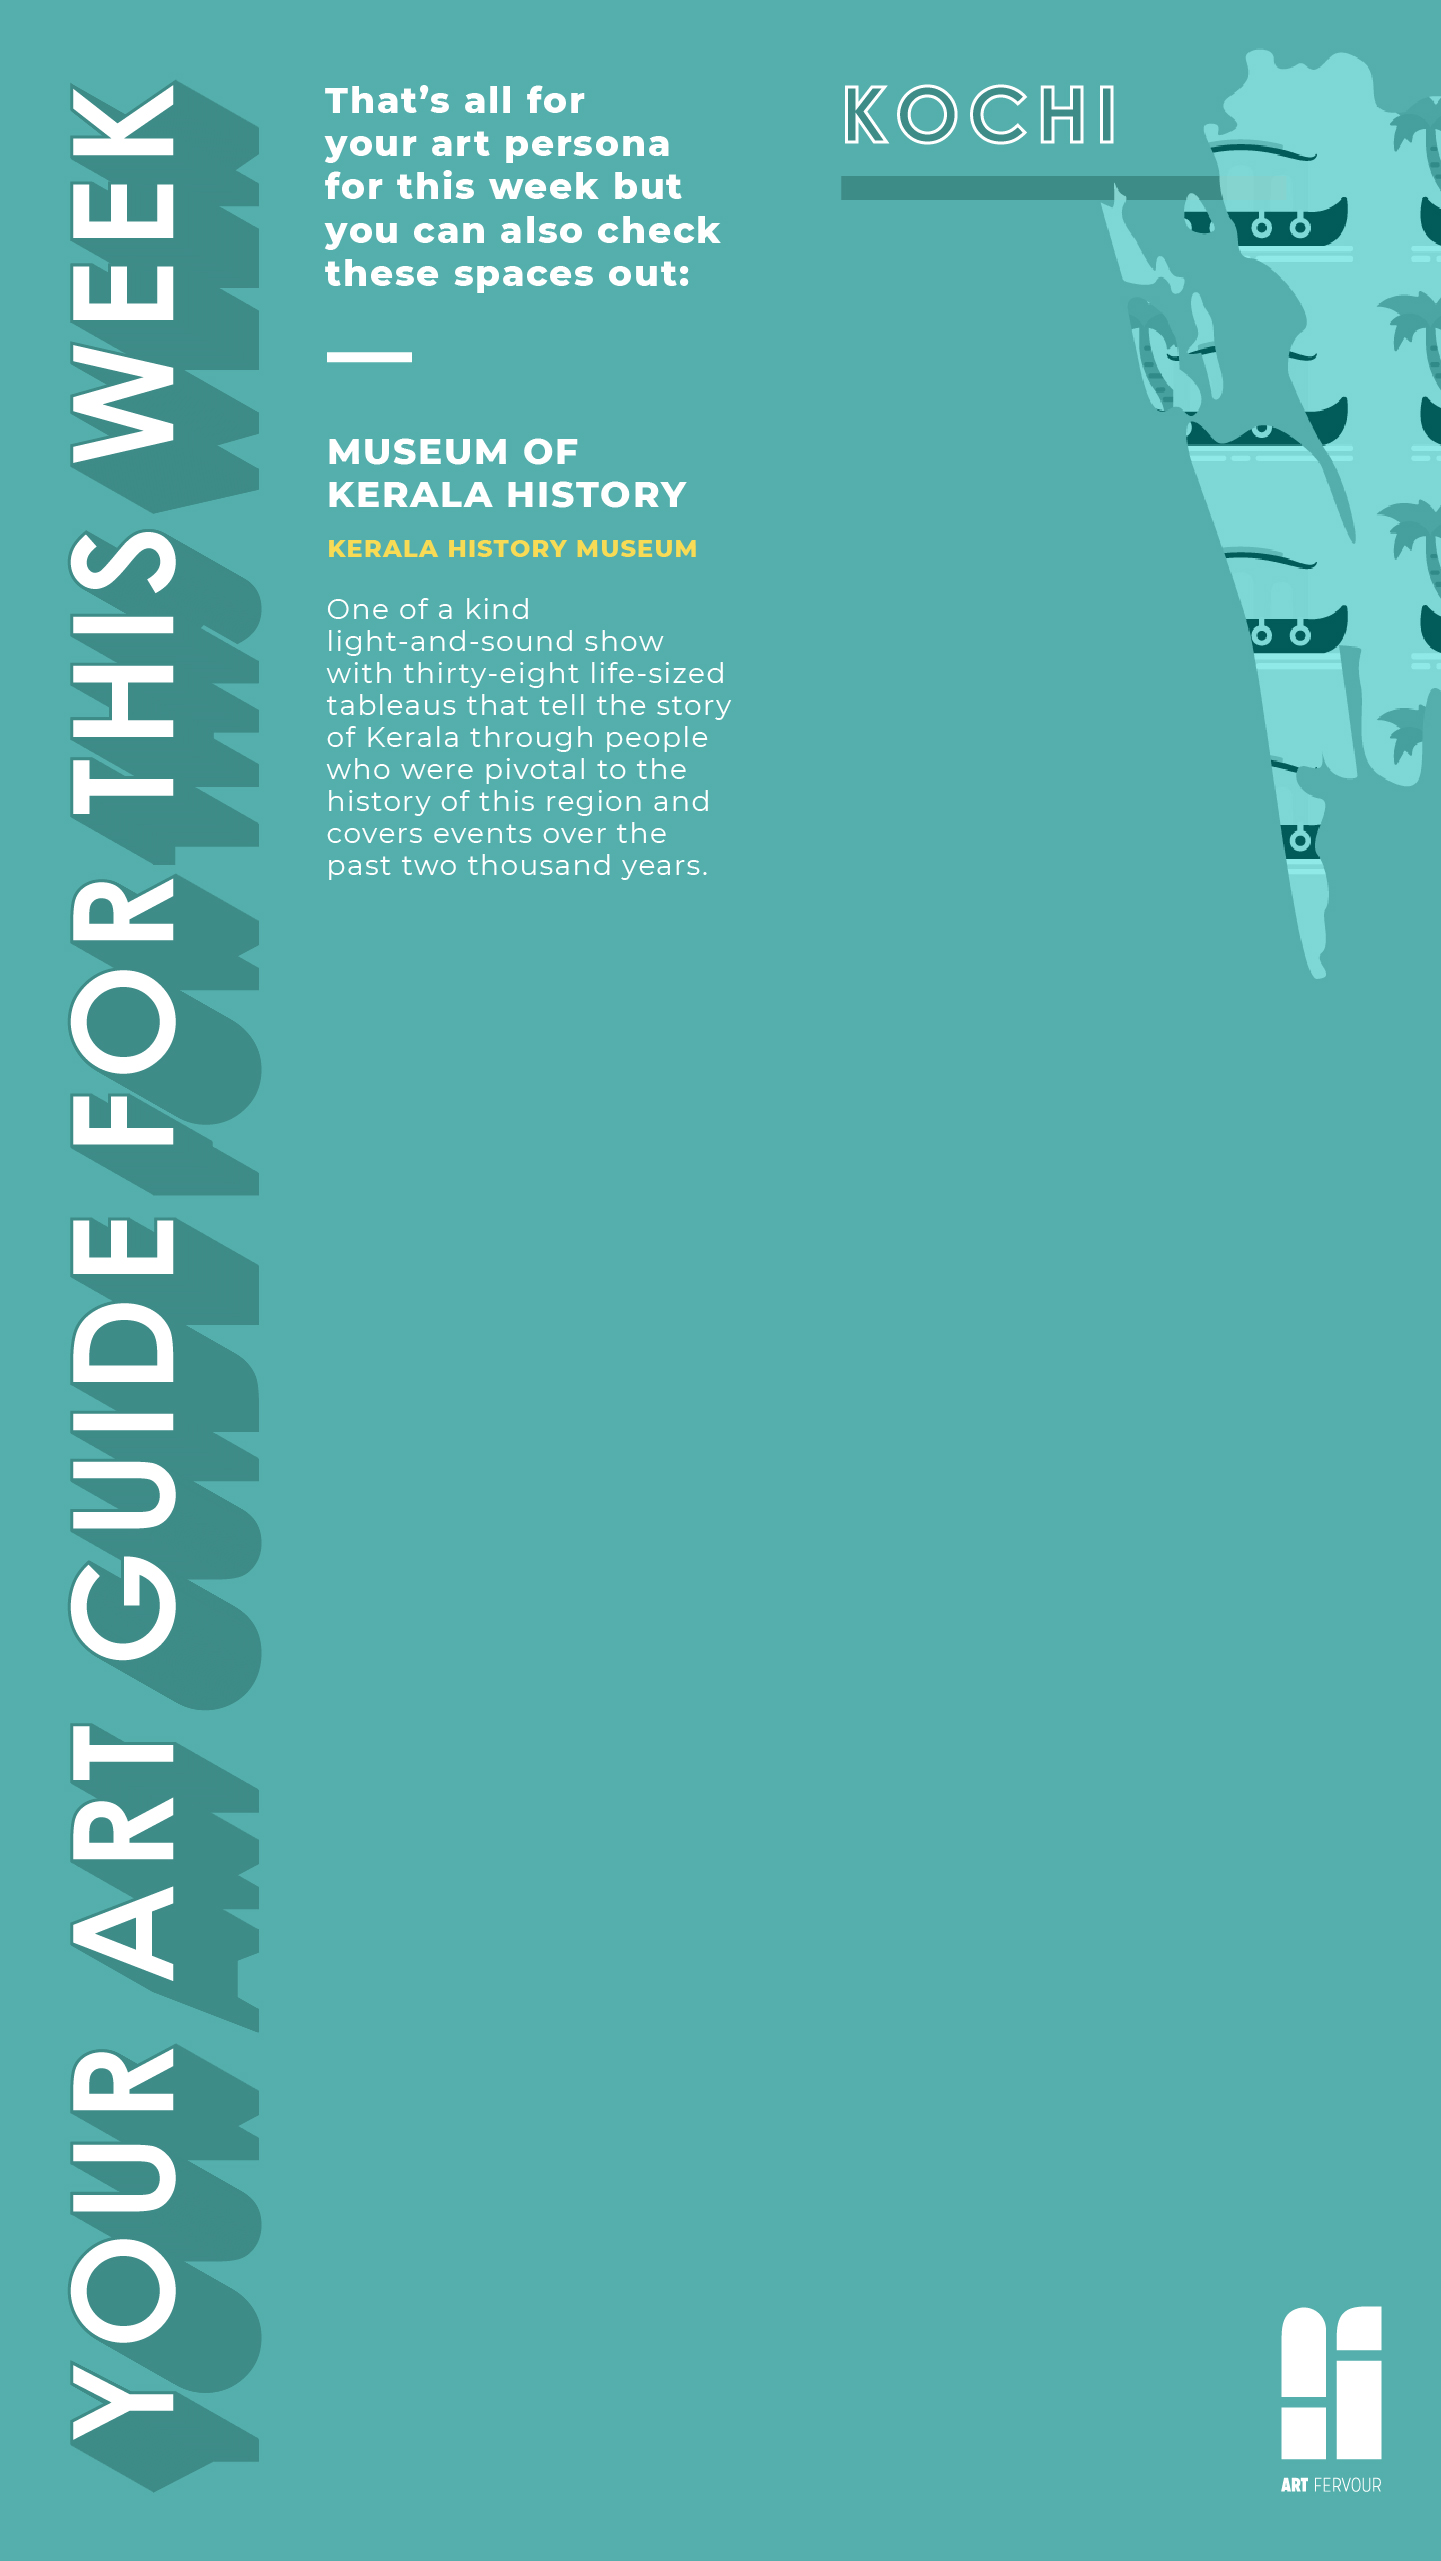 YOUR ART GUIDE FOR THIS WEEK
That’s all for
your art persona
for this week but
you can also check
these spaces out:
KOCHI
MUSEUM OF
KERALA HISTORY
KERALA HISTORY MUSEUM
One of a kind
light-and-sound show
with thirty-eight life-sized
tableaus that tell the story
of Kerala through people
who were pivotal to the
history of this region and
covers events over the
past two thousand years.
ART FERVOUR